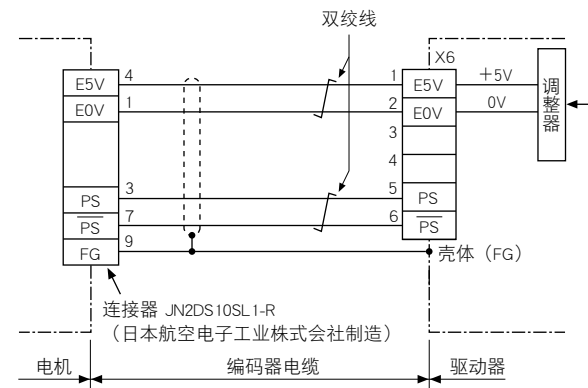 双绞线
X6
E5V 4
1 E5V
+5V
E0V 1
2 E0V
0V
调整器
3
4
PS 3
5 PS
P̅S̅ 7
6 P̅S̅
FG 9
壳体（FG）
连接器 JN2DS10SL1-R
（日本航空电子工业株式会社制造）
电机
编码器电缆
驱动器